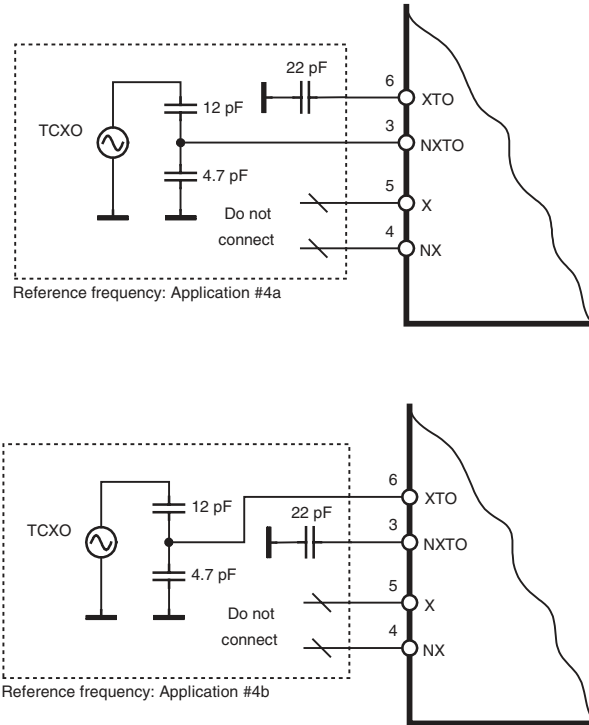 22 pF
6
XTO
12 pF
TCXO
3
NXTO
4.7 pF
5
X
Do not
connect
4
NX
Reference frequency: Application #4a
6
XTO
12 pF
22 pF
TCXO
3
NXTO
4.7 pF
5
X
Do not
connect
4
NX
Reference frequency: Application #4b